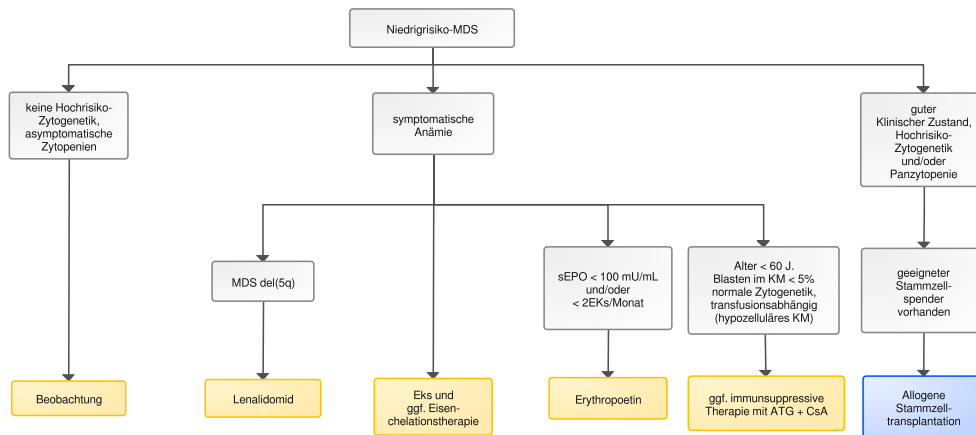 Niedrigrisiko-MDS
keine Hochrisiko-
Zytogenetik,
asymptomatische
Zytopenien
symptomatische
Anämie
guter
Klinischer Zustand,
Hochrisiko-
Zytogenetik
und/oder
Panzytopenie
MDS del(5q)
sEPO < 100 mU/mL
und/oder
< 2EKs/Monat
Alter < 60 J.
Blasten im KM < 5%
normale Zytogenetik,
transfusionsabhängig
(hypozelluläres KM)
geeigneter
Stammzell-
spender
vorhanden
Beobachtung
Lenalidomid
Eks und
ggf. Eisen-
chelationstherapie
Erythropoetin
ggf. immunsuppressive
Therapie mit ATG + CsA
Allogene
Stammzell-
transplantation